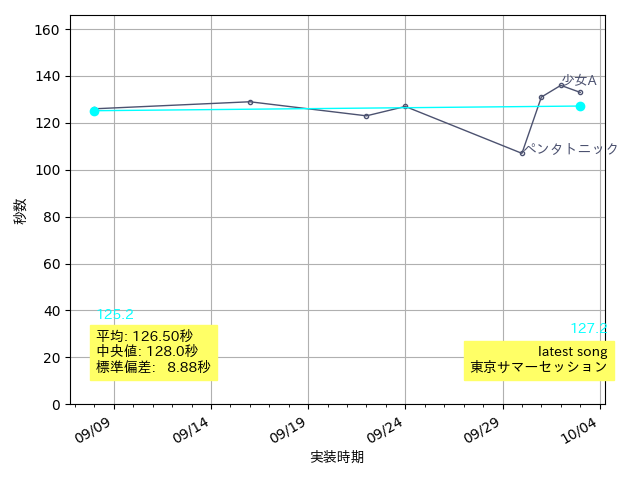 160
140
120
100
80
60
40
20
0
秒数
少女A
ペンタトニック
125.2
127.2
平均: 126.50秒
中央値: 128.0秒
標準偏差:   8.88秒
latest song
東京サマーセッション
09/09
09/14
09/19
09/24
09/29
10/04
実装時期